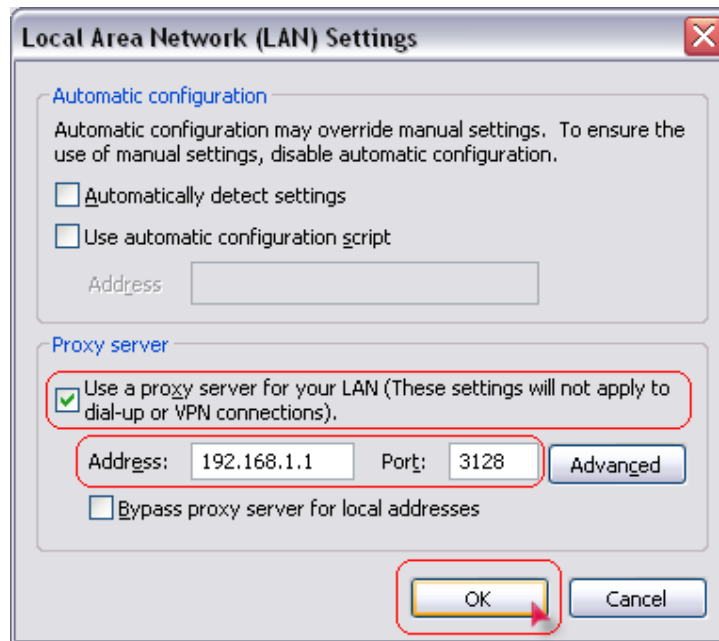 Local Area Network (LAN) Settings
Automatic configuration
Automatic configuration may override manual settings. To ensure the
use of manual settings, disable automatic configuration.
Automatically detect settings
Use automatic configuration script
Address
Proxy server
Use a proxy server for your LAN (These settings will not apply to
dial-up or VPN connections).
Address: 192.168.1.1 Port: 3128 Advanced
Bypass proxy server for local addresses
OK Cancel